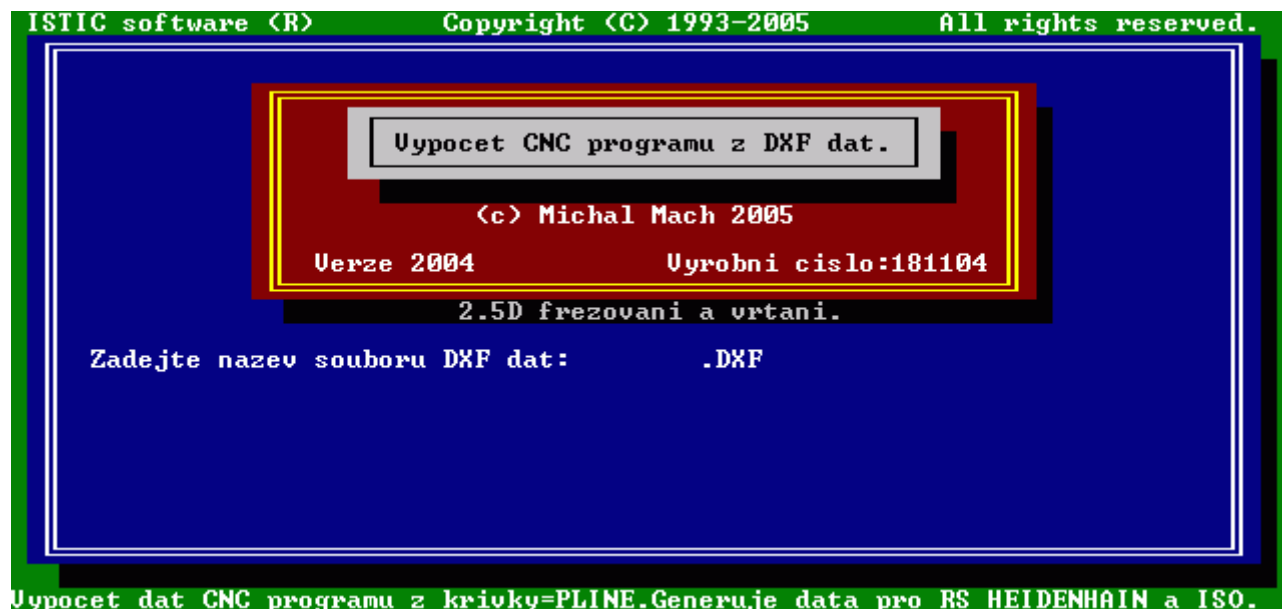 ISTIC software (R) Copyright (C) 1993-2005 All rights reserved.
Vypocet CNC programu z DXF dat.
(c) Michal Mach 2005
Verze 2004 Vyrobni cislo:181104
2.5D frezovani a vrtani.
Zadejte nazev souboru DXF dat: .DXF
Vypocet dat CNC programu z krivky=PLINE.Generuje data pro RS HEIDENHAIN a ISO.